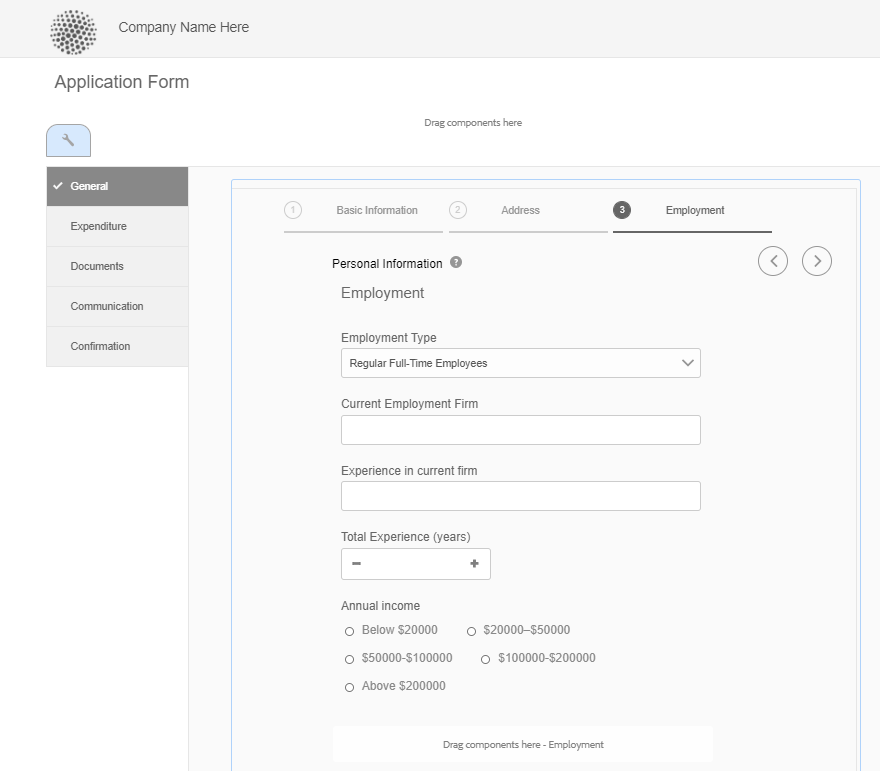 Company Name Here
Application Form
Drag components here
General
Expenditure
Documents
Communication
Confirmation
1 Basic Information 2 Address 3 Employment
Personal Information ?
Employment
Employment Type
Regular Full-Time Employees
Current Employment Firm
Experience in current firm
Total Experience (years)
Annual income
Below $20000 $20000–$50000
$50000-$100000 $100000-$200000
Above $200000
Drag components here - Employment